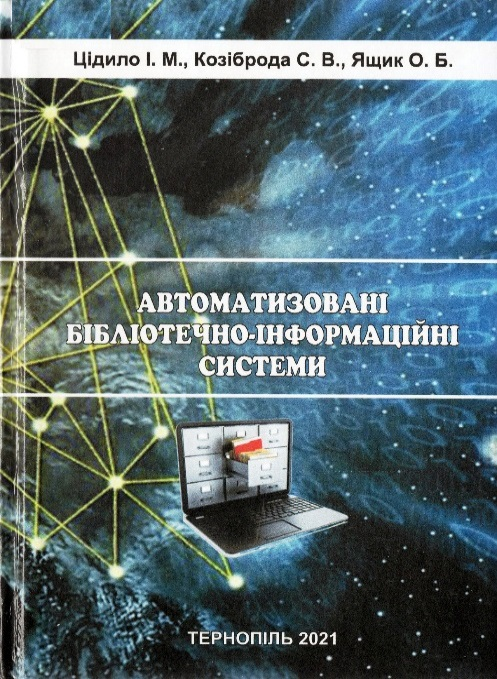 Цідило І. М., Козіброда С. В., Ящик О. Б.
АВТОМАТИЗОВАНІ
БІБЛІОТЕЧНО-ІНФОРМАЦІЙНІ
СИСТЕМИ
ТЕРНОПІЛЬ 2021